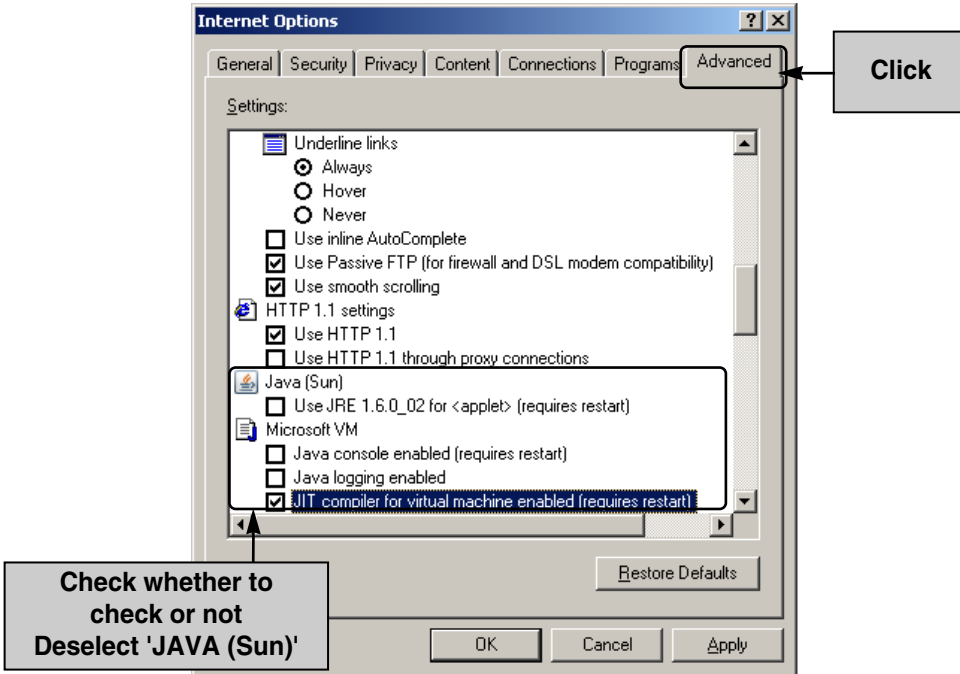 Internet Options
General Security Privacy Content Connections Programs Advanced
Click
Settings:
Underline links
Always
Hover
Never
Use inline AutoComplete
Use Passive FTP (for firewall and DSL modem compatibility)
Use smooth scrolling
HTTP 1.1 settings
Use HTTP 1.1
Use HTTP 1.1 through proxy connections
Java (Sun)
Use JRE 1.6.0_02 for <applet> (requires restart)
Microsoft VM
Java console enabled (requires restart)
Java logging enabled
JIT compiler for virtual machine enabled (requires restart)
Restore Defaults
Check whether to
check or not
Deselect 'JAVA (Sun)'
OK Cancel Apply